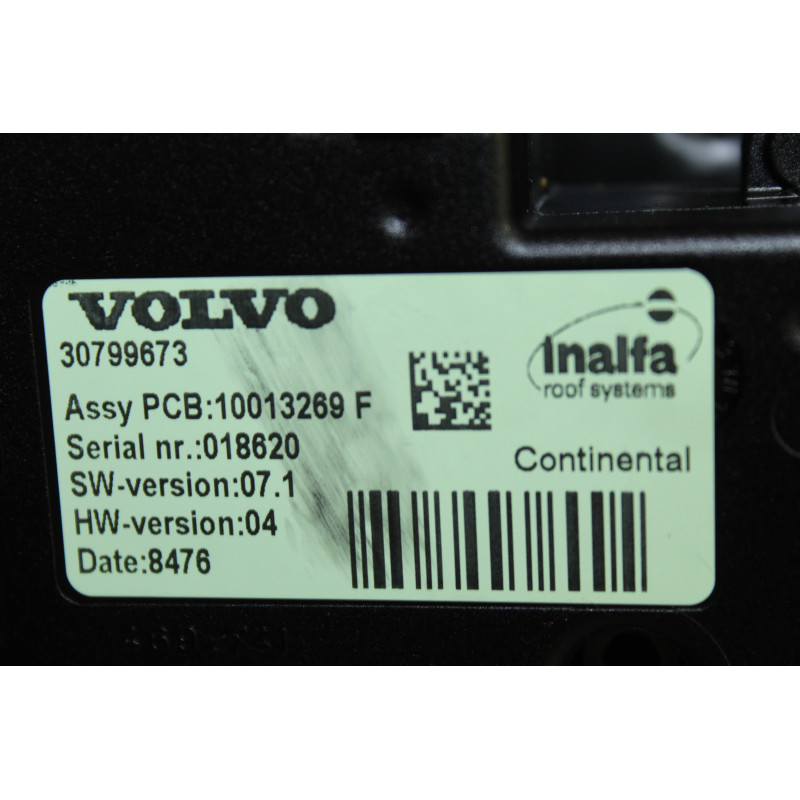 VOLVO
30799673
Assy PCB:10013269 F
Serial nr.:018620
SW-version:07.1
HW-version:04
Date:8476
Inalfa
roof systems
Continental